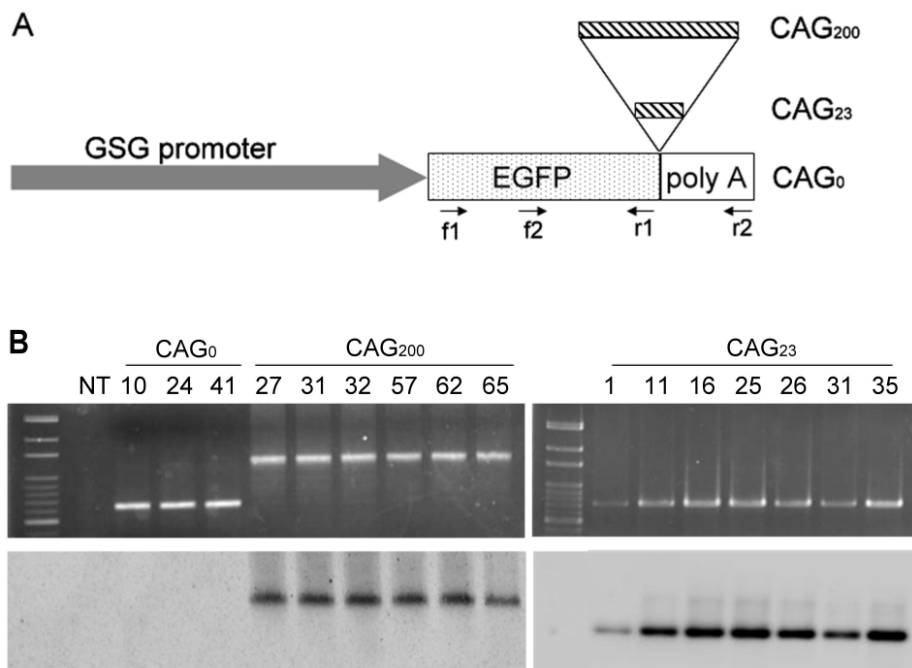 A
CAG200
CAG23
GSG promoter
EGFP
poly A
CAG0
f1 f2 r1 r2
B
CAG0 CAG200 CAG23
NT 10 24 41 27 31 32 57 62 65 1 11 16 25 26 31 35